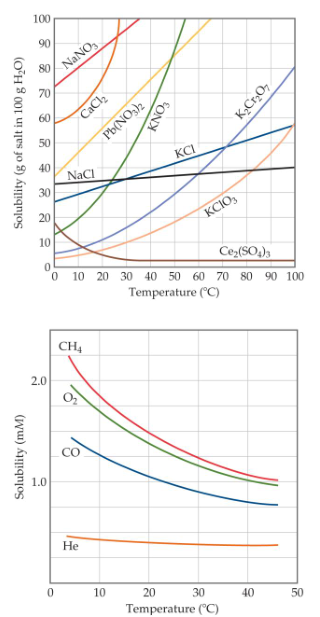 Solubility (g of salt in 100 g H₂O)
100
90
80
70
60
50
40
30
20
10
0
NaNO₃
CaCl₂
Pb(NO₃)₂
KNO₃
K₂Cr₂O₇
KCl
NaCl
KClO₃
Ce₂(SO₄)₃
0 10 20 30 40 50 60 70 80 90 100
Temperature (°C)
Solubility (mM)
CH₄
2.0
O₂
CO
1.0
He
0 10 20 30 40 50
Temperature (°C)